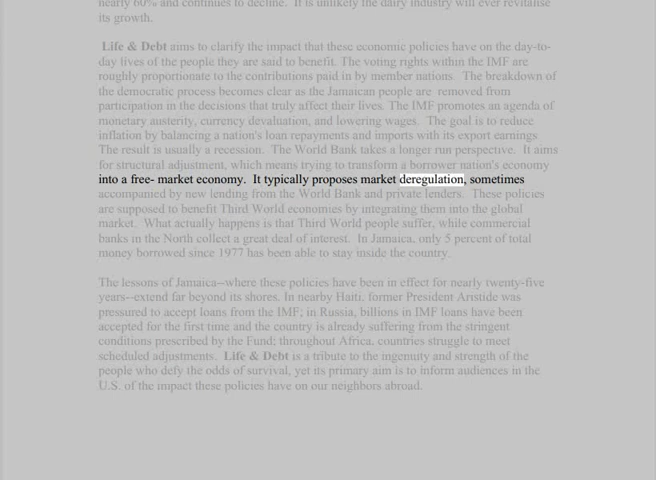 nearly 60% and continues to decline.  It is unlikely the dairy industry will ever revitalise
its growth.
Life & Debt aims to clarify the impact that these economic policies have on the day-to-
day lives of the people they are said to benefit. The voting rights within the IMF are
roughly proportionate to the contributions paid in by member nations.  The breakdown of
the democratic process becomes clear as the Jamaican people are  removed from
participation in the decisions that truly affect their lives. The IMF promotes an agenda of
monetary austerity, currency devaluation, and lowering wages.  The goal is to reduce
inflation by balancing a nation's loan repayments and imports with its export earnings
The result is usually a recession.  The World Bank takes a longer run perspective.  It aims
for structural adjustment, which means trying to transform a borrower nation's economy
into a free- market economy.  It typically proposes market deregulation, sometimes
accompanied by new lending from the World Bank and private lenders.  These policies
are supposed to benefit Third World economies by integrating them into the global
market.  What actually happens is that Third World people suffer, while commercial
banks in the North collect a great deal of interest.  In Jamaica, only 5 percent of total
money borrowed since 1977 has been able to stay inside the country.
The lessons of Jamaica--where these policies have been in effect for nearly twenty-five
years--extend far beyond its shores. In nearby Haiti, former President Aristide was
pressured to accept loans from the IMF; in Russia, billions in IMF loans have been
accepted for the first time and the country is already suffering from the stringent
conditions prescribed by the Fund; throughout Africa, countries struggle to meet
scheduled adjustments.  Life & Debt is a tribute to the ingenuity and strength of the
people who defy the odds of survival, yet its primary aim is to inform audiences in the
U.S. of the impact these policies have on our neighbors abroad.